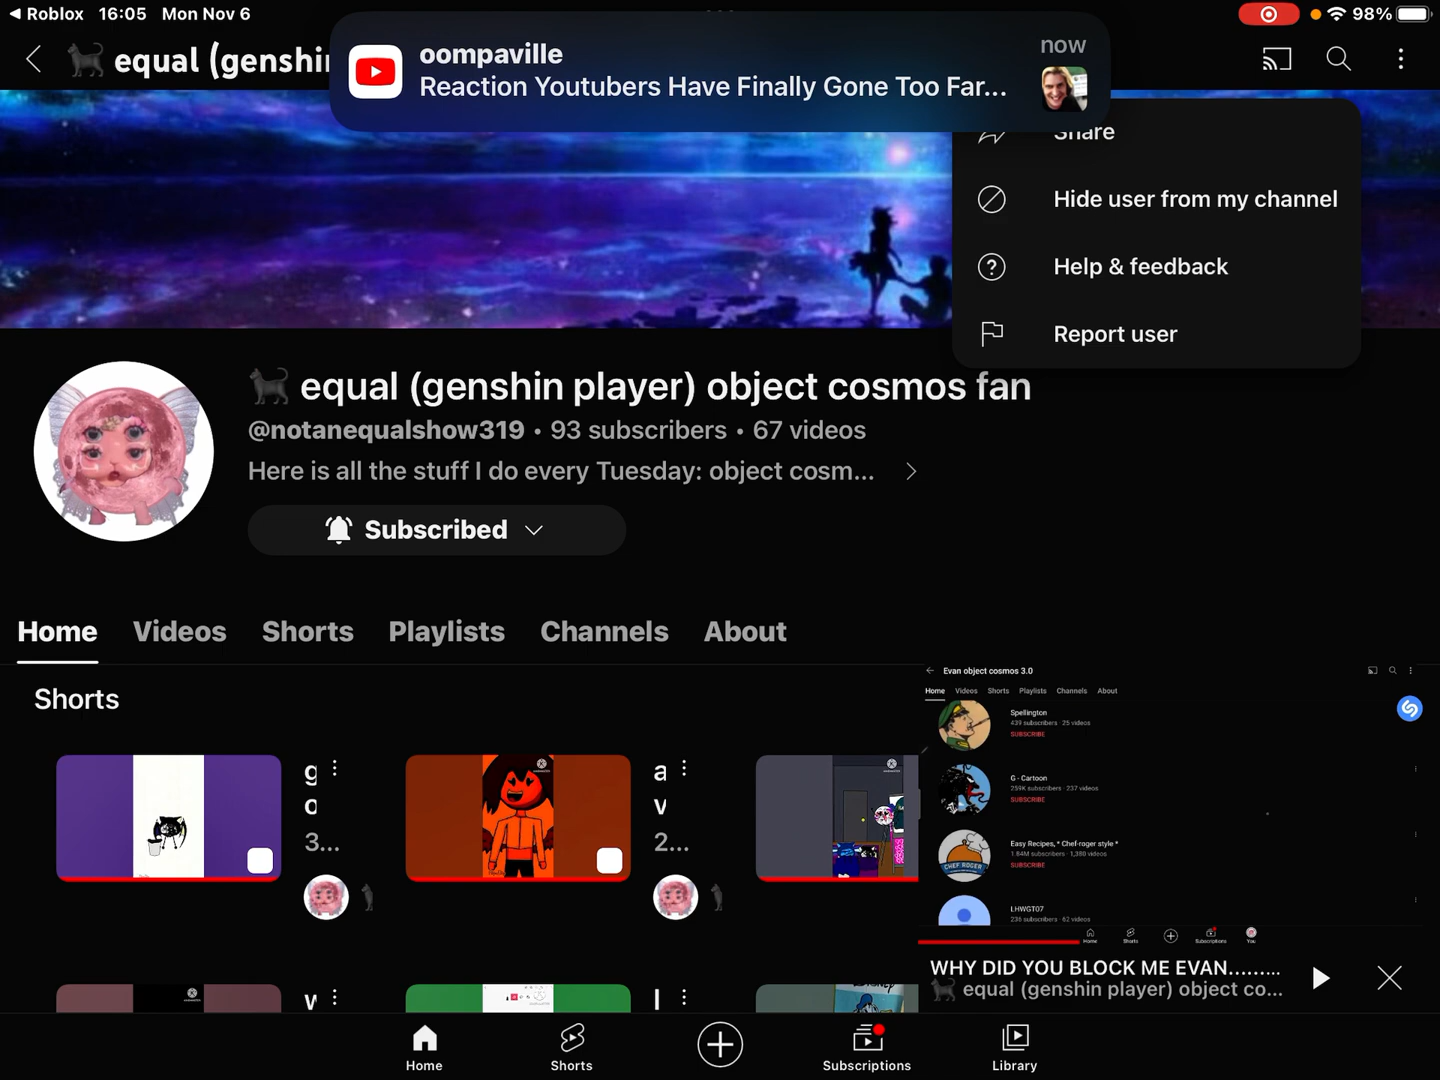 Roblox 16:05 Mon Nov 6
98%
equal (genshi
oompaville
now
Reaction Youtubers Have Finally Gone Too Far...
Share
Hide user from my channel
Help & feedback
Report user
equal (genshin player) object cosmos fan
@notanequalshow319 • 93 subscribers • 67 videos
Here is all the stuff I do every Tuesday: object cosm...
Subscribed
Home Videos Shorts Playlists Channels About
Shorts
g
o
3...
a
v
2...
Evan object cosmos 3.0
Home Videos Shorts Playlists Channels About
Spellington
439 subscribers · 25 videos
SUBSCRIBE
G - Cartoon
259K subscribers · 237 videos
SUBSCRIBE
CHEF ROGER
Easy Recipes, * Chef-roger style *
1.84M subscribers · 1,380 videos
SUBSCRIBE
LHWGT07
236 subscribers · 62 videos
Home Shorts Subscriptions You
WHY DID YOU BLOCK ME EVAN.........
equal (genshin player) object co...
Home Shorts Subscriptions Library